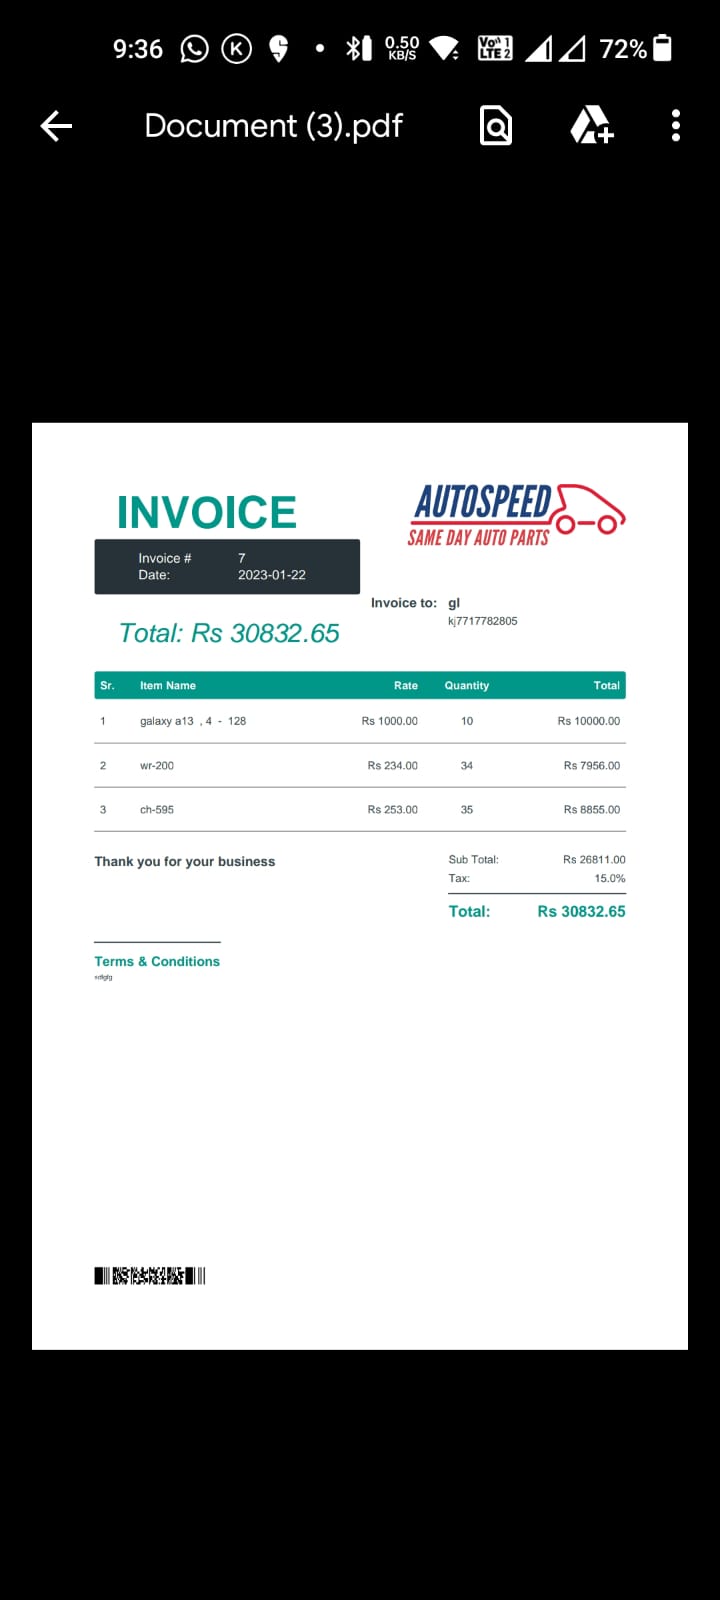 9:36 0.50 KB/S Vo 1 LTE 2 72%
Document (3).pdf
INVOICE
AUTOSPEED
SAME DAY AUTO PARTS
Invoice # 7
Date: 2023-01-22
Invoice to: gl
kj7717782805
Total: Rs 30832.65
Sr. Item Name Rate Quantity Total
1 galaxy a13 , 4 - 128 Rs 1000.00 10 Rs 10000.00
2 wr-200 Rs 234.00 34 Rs 7956.00
3 ch-595 Rs 253.00 35 Rs 8855.00
Thank you for your business
Sub Total: Rs 26811.00
Tax: 15.0%
Total: Rs 30832.65
Terms & Conditions